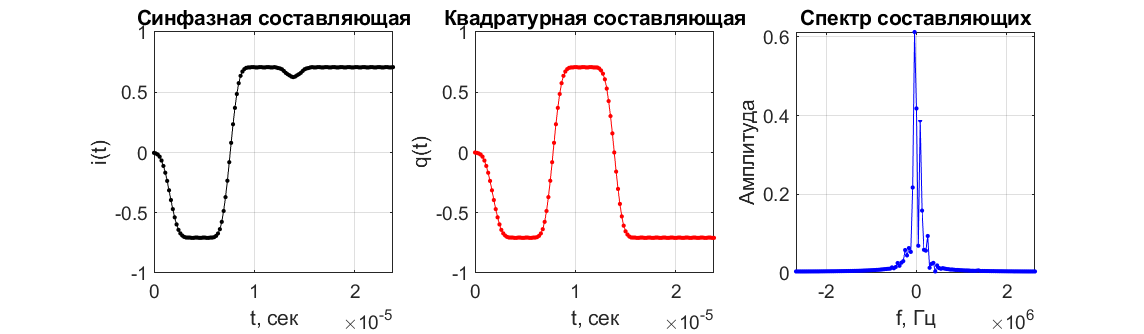 Синфазная составляющая
1
0.5
0
-0.5
-1
i(t)
0
1
2
t, сек
×10-5
Квадратурная составляющая
1
0.5
0
-0.5
-1
q(t)
0
1
2
t, сек
×10-5
Спектр составляющих
0.6
0.4
0.2
0
Амплитуда
-2
0
2
f, Гц
×106